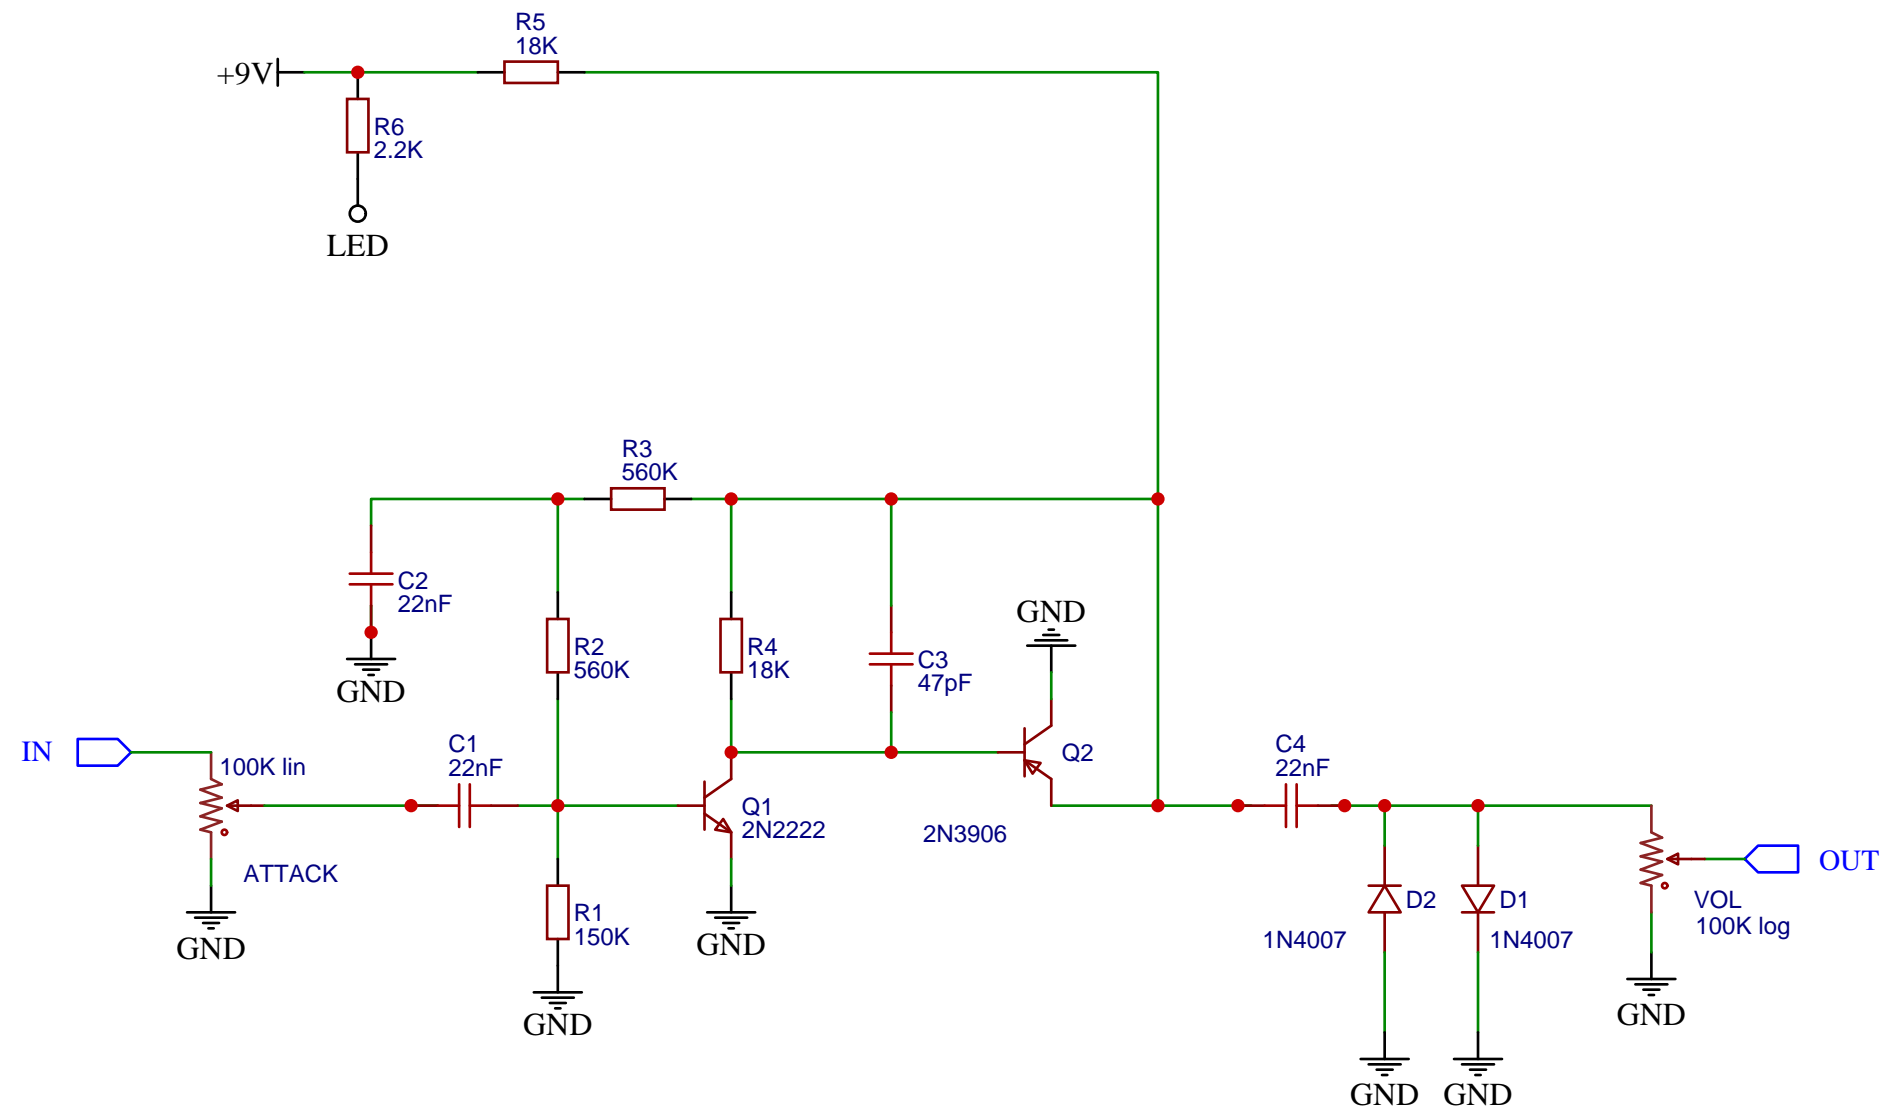 R5
18K
+9V
R6
2.2K
LED
R3
560K
C2
22nF
GND
R2
560K
R4
18K
C3
47pF
GND
IN
100K lin
ATTACK
GND
C1
22nF
R1
150K
GND
Q1
2N2222
GND
Q2
2N3906
C4
22nF
D2
1N4007
GND
D1
1N4007
GND
VOL
100K log
GND
OUT